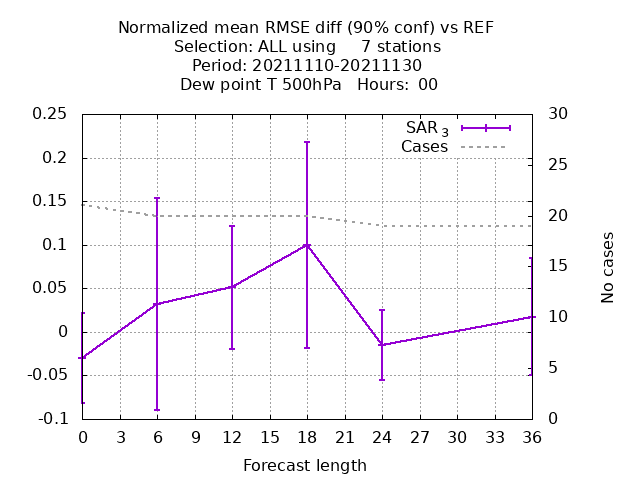 Normalized mean RMSE diff (90% conf) vs REF
Selection: ALL using     7 stations
Period: 20211110-20211130
Dew point T 500hPa   Hours:  00
SAR 3
Cases
0.25
0.2
0.15
0.1
0.05
0
-0.05
-0.1
30
25
20
15
10
5
0
No cases
0 3 6 9 12 15 18 21 24 27 30 33 36
Forecast length